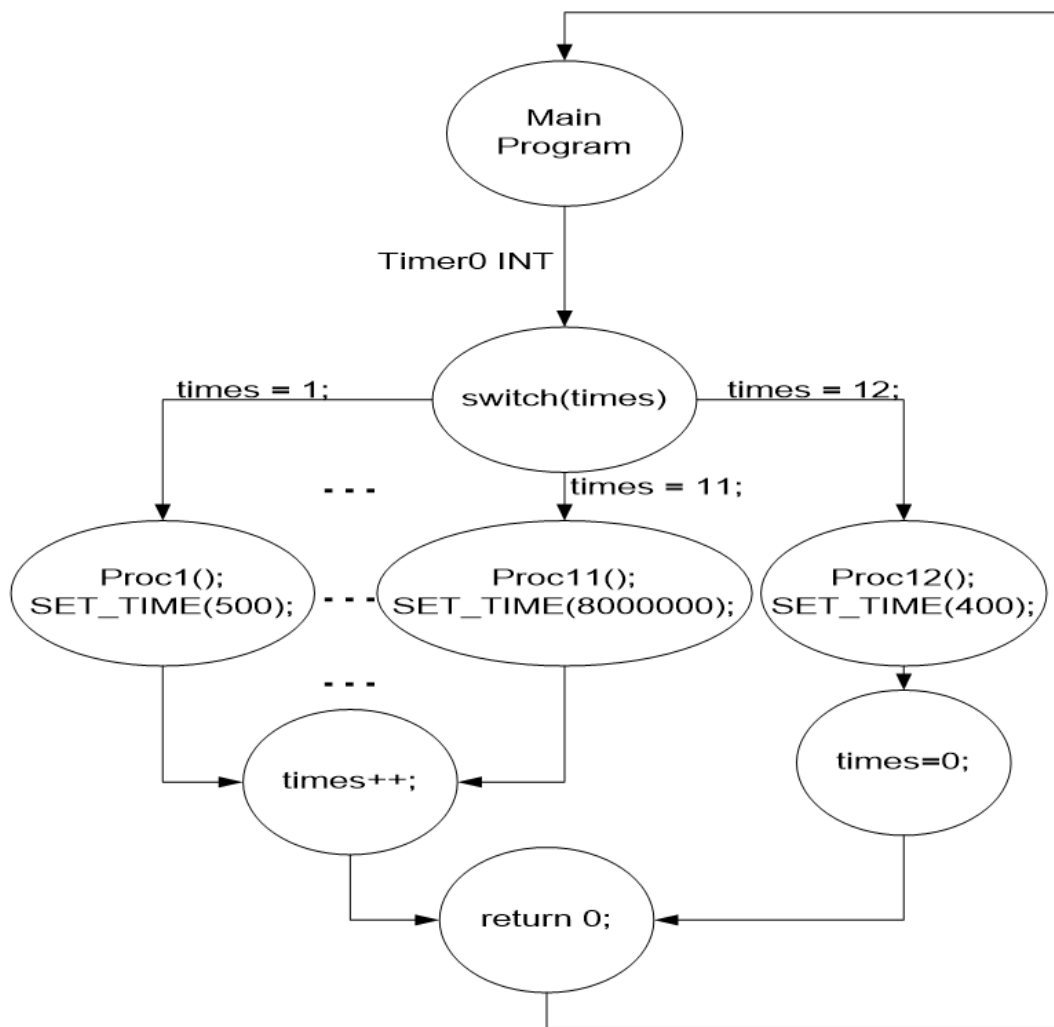 Main
Program
Timer0 INT
switch(times)
times = 1;
times = 12;
- - -
times = 11;
Proc1();
SET_TIME(500);
- - -
Proc11();
SET_TIME(8000000);
Proc12();
SET_TIME(400);
- - -
times++;
times=0;
return 0;